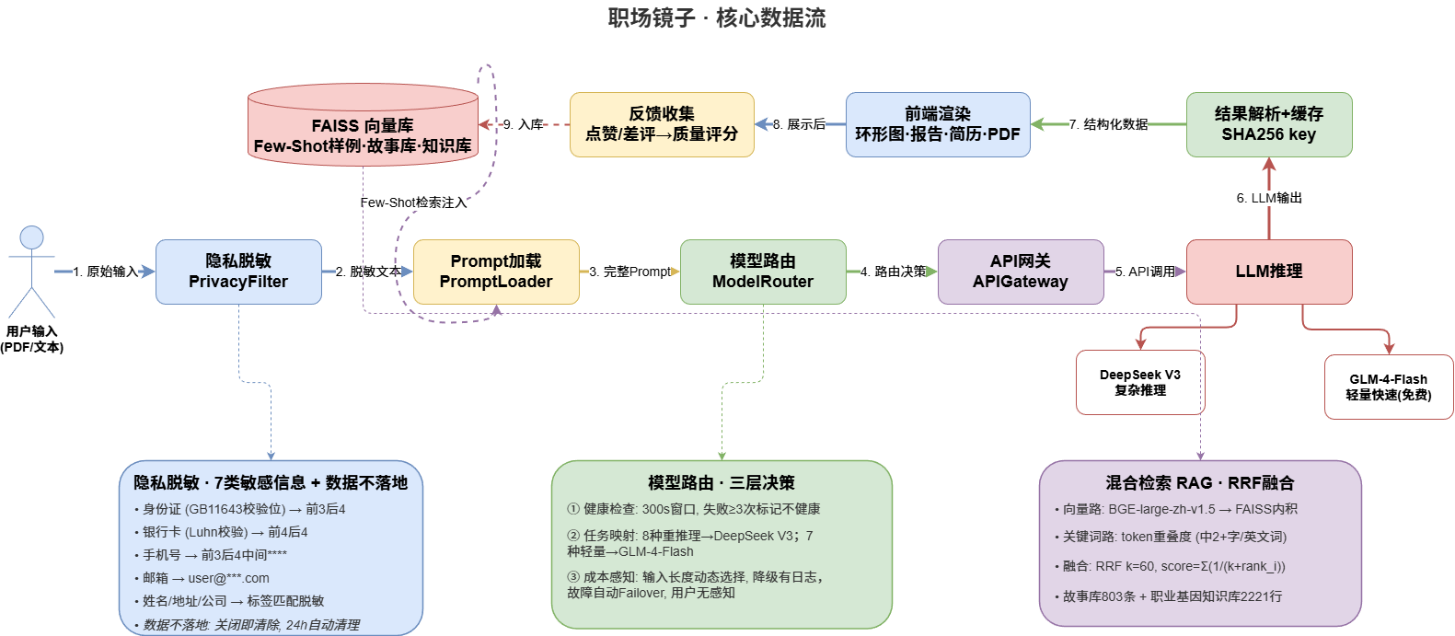 职场镜子 · 核心数据流
FAISS 向量库
Few-Shot样例·故事库·知识库
9. 入库
反馈收集
点赞/差评→质量评分
8. 展示后
前端渲染
环形图·报告·简历·PDF
7. 结构化数据
结果解析+缓存
SHA256 key
Few-Shot检索注入
6. LLM输出
用户输入
(PDF/文本)
1. 原始输入
隐私脱敏
PrivacyFilter
2. 脱敏文本
Prompt加载
PromptLoader
3. 完整Prompt
模型路由
ModelRouter
4. 路由决策
API网关
APIGateway
5. API调用
LLM推理
DeepSeek V3
复杂推理
GLM-4-Flash
轻量快速(免费)
隐私脱敏 · 7类敏感信息 + 数据不落地
• 身份证 (GB11643校验位) → 前3后4
• 银行卡 (Luhn校验) → 前4后4
• 手机号 → 前3后4中间****
• 邮箱 → user@***.com
• 姓名/地址/公司 → 标签匹配脱敏
• 数据不落地: 关闭即清除, 24h自动清理
模型路由 · 三层决策
① 健康检查: 300s窗口, 失败≥3次标记不健康
② 任务映射: 8种重推理→DeepSeek V3；7
种轻量→GLM-4-Flash
③ 成本感知: 输入长度动态选择, 降级有日志，
故障自动Failover, 用户无感知
混合检索 RAG · RRF融合
• 向量路: BGE-large-zh-v1.5 → FAISS内积
• 关键词路: token重叠度 (中2+字/英文词)
• 融合: RRF k=60, score=Σ(1/(k+rank_i))
• 故事库803条 + 职业基因知识库2221行